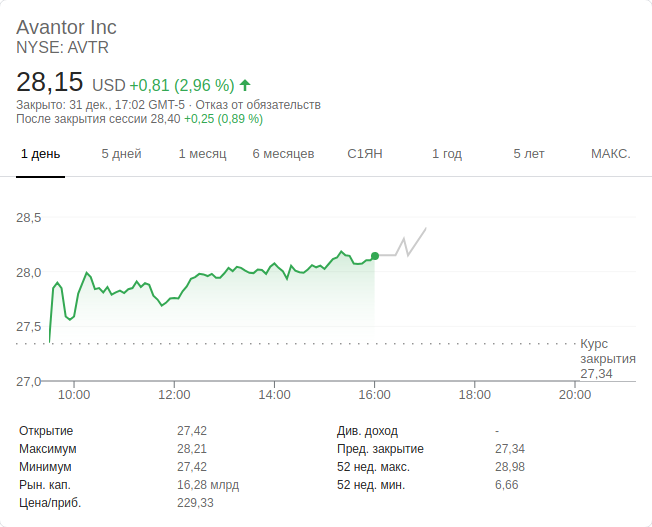 Avantor Inc
NYSE: AVTR
28,15 USD +0,81 (2,96 %)
Закрыто: 31 дек., 17:02 GMT-5 · Отказ от обязательств
После закрытия сессии 28,40 +0,25 (0,89 %)
1 день 5 дней 1 месяц 6 месяцев С1ЯН 1 год 5 лет МАКС.
28,5
28,0
27,5
27,0
Курс
закрытия
27,34
10:00 12:00 14:00 16:00 18:00 20:00
Открытие 27,42 Див. доход -
Максимум 28,21 Пред. закрытие 27,34
Минимум 27,42 52 нед. макс. 28,98
Рын. кап. 16,28 млрд 52 нед. мин. 6,66
Цена/приб. 229,33